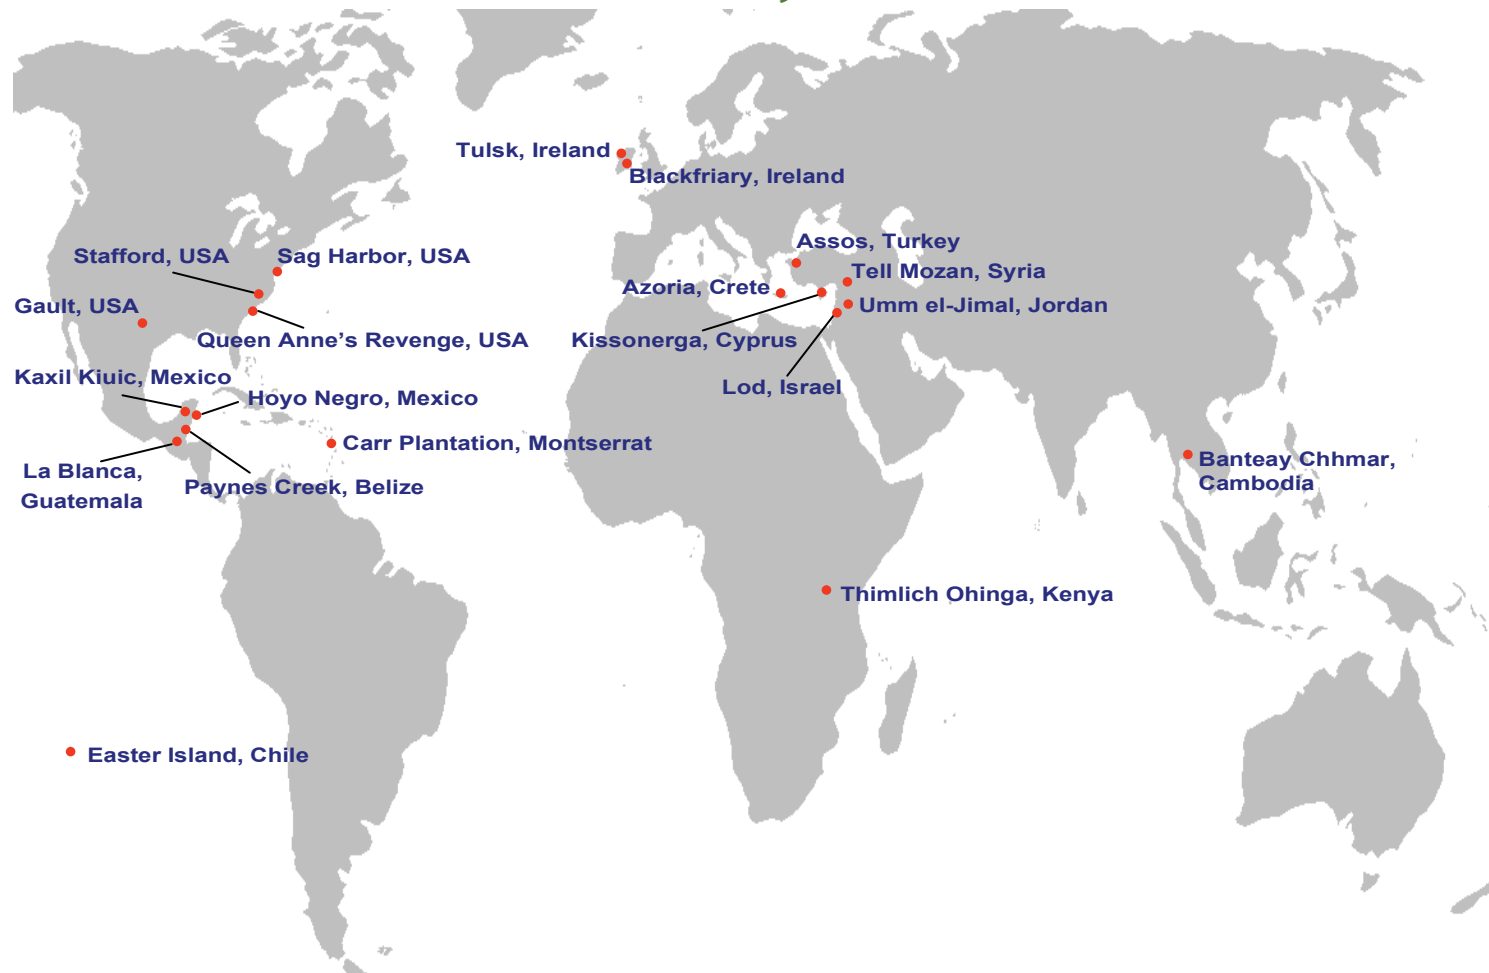 Tulsk, Ireland
Blackfriary, Ireland
Stafford, USA
Sag Harbor, USA
Assos, Turkey
Tell Mozan, Syria
Azoria, Crete
Gault, USA
Umm el-Jimal, Jordan
Queen Anne’s Revenge, USA
Kissonerga, Cyprus
Kaxil Kiuic, Mexico
Lod, Israel
Hoyo Negro, Mexico
Carr Plantation, Montserrat
La Blanca,
Guatemala
Paynes Creek, Belize
Banteay Chhmar,
Cambodia
Thimlich Ohinga, Kenya
Easter Island, Chile